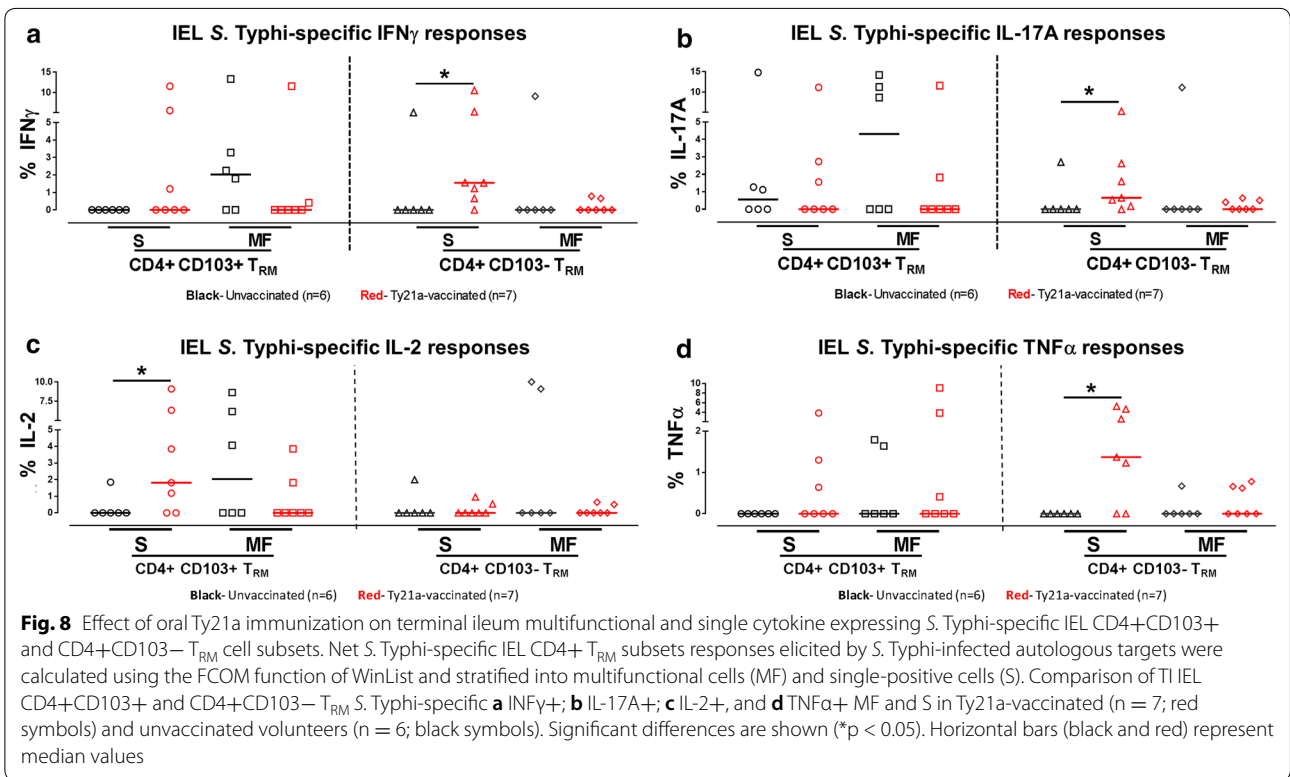 a
IEL S. Typhi-specific IFNγ responses
% IFNγ
15
10
5
5
4
3
2
1
0
*
S
MF
CD4+ CD103+ TRM
S
MF
CD4+ CD103- TRM
b
IEL S. Typhi-specific IL-17A responses
% IL-17A
15
10
5
5
4
3
2
1
0
*
S
MF
CD4+ CD103+ TRM
S
MF
CD4+ CD103- TRM
Black- Unvaccinated (n=6) Red- Ty21a-vaccinated (n=7) Black- Unvaccinated (n=6) Red- Ty21a-vaccinated (n=7)
c
IEL S. Typhi-specific IL-2 responses
% IL-2
10.0
7.5
5
4
3
2
1
0
*
S
MF
CD4+ CD103+ TRM
S
MF
CD4+ CD103- TRM
d
IEL S. Typhi-specific TNFα responses
% TNFα
10
8
6
4
2
2
1
0
*
S
MF
CD4+ CD103+ TRM
S
MF
CD4+ CD103- TRM
Black- Unvaccinated (n=6) Red- Ty21a-vaccinated (n=7) Black- Unvaccinated (n=6) Red- Ty21a-vaccinated (n=7)
Fig. 8 Effect of oral Ty21a immunization on terminal ileum multifunctional and single cytokine expressing S. Typhi-specific IEL CD4+CD103+
and CD4+CD103− TRM cell subsets. Net S. Typhi-specific IEL CD4+ TRM subsets responses elicited by S. Typhi-infected autologous targets were
calculated using the FCOM function of WinList and stratified into multifunctional cells (MF) and single-positive cells (S). Comparison of TI IEL
CD4+CD103+ and CD4+CD103− TRM S. Typhi-specific a INFγ+; b IL-17A+; c IL-2+, and d TNFα+ MF and S in Ty21a-vaccinated (n = 7; red
symbols) and unvaccinated volunteers (n = 6; black symbols). Significant differences are shown (*p < 0.05). Horizontal bars (black and red) represent
median values